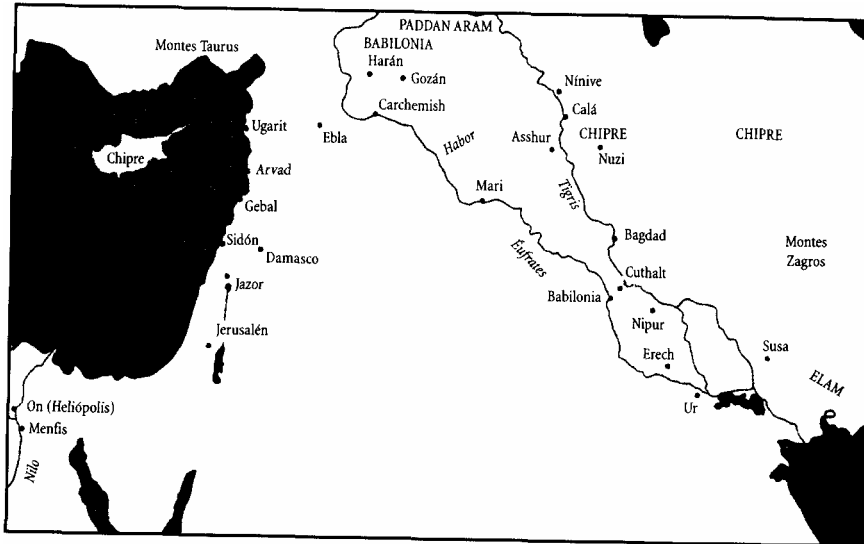 PADDAN ARAM
Montes Taurus
BABILONIA
Harán
Gozán
Nínive
Carchemish
Calá
Ugarit
Ebla
Habor
Asshur
CHIPRE
Nuzi
CHIPRE
Chipre
Arvad
Mari
Tigris
Gebal
Sidón
Damasco
Éufrates
Bagdad
Montes
Zagros
Jazor
Cuthalt
Babilonia
Nipur
Jerusalén
Erech
Susa
ELAM
Ur
On (Heliópolis)
Menfis
Nilo